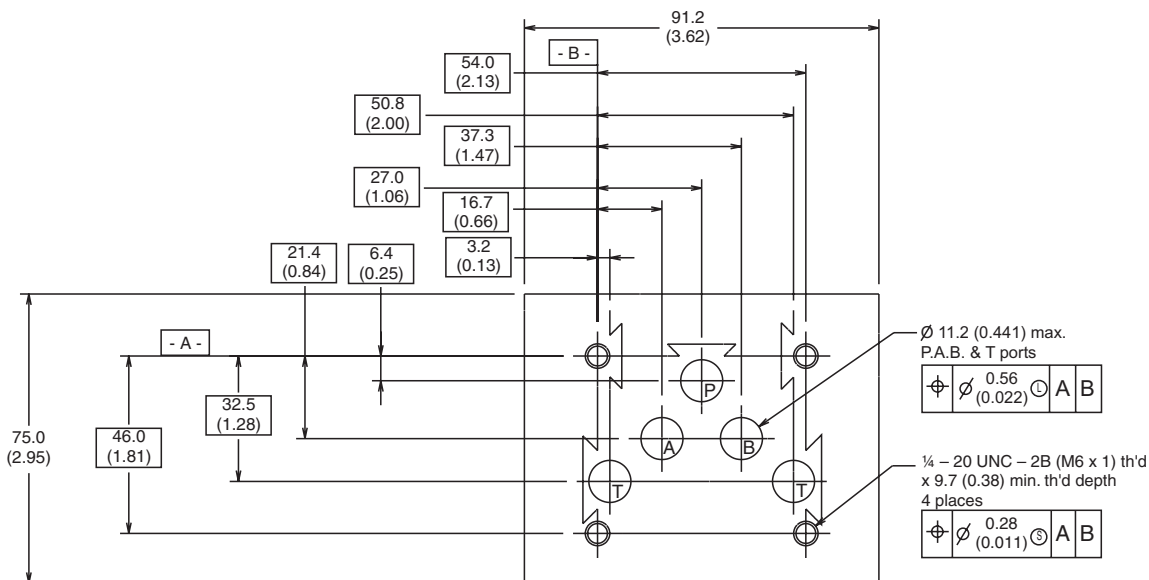 91.2
(3.62)
- B -
54.0
(2.13)
50.8
(2.00)
37.3
(1.47)
27.0
(1.06)
16.7
(0.66)
3.2
(0.13)
21.4
(0.84)
6.4
(0.25)
- A -
32.5
(1.28)
46.0
(1.81)
75.0
(2.95)
P
A
B
T
T
Ø 11.2 (0.441) max.
P.A.B. & T ports
⌖ Ø 0.56 (0.022) Ⓛ A B
¼ – 20 UNC – 2B (M6 x 1) th'd
x 9.7 (0.38) min. th'd depth
4 places
⌖ Ø 0.28 (0.011) Ⓢ A B